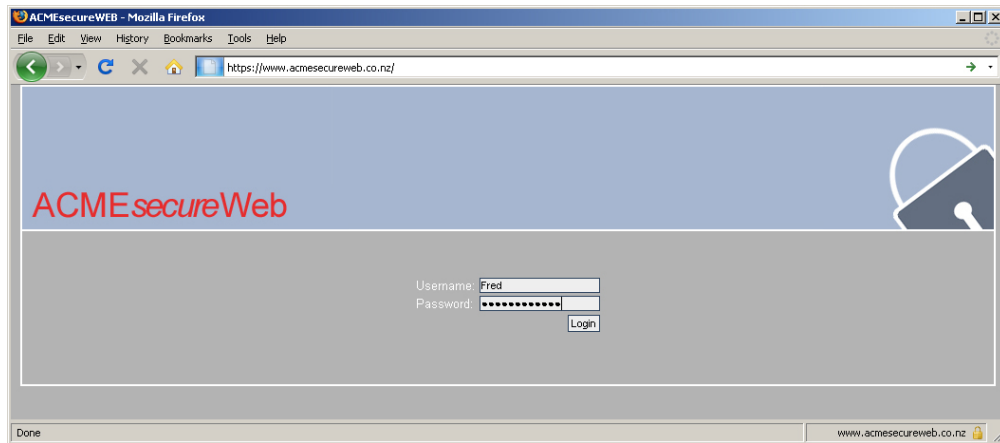 ACMEsecureWEB - Mozilla Firefox
File Edit View History Bookmarks Tools Help
https://www.acmesecureweb.co.nz/
ACMEsecureWeb
Username: Fred
Password: ••••••••••••
Login
Done www.acmesecureweb.co.nz